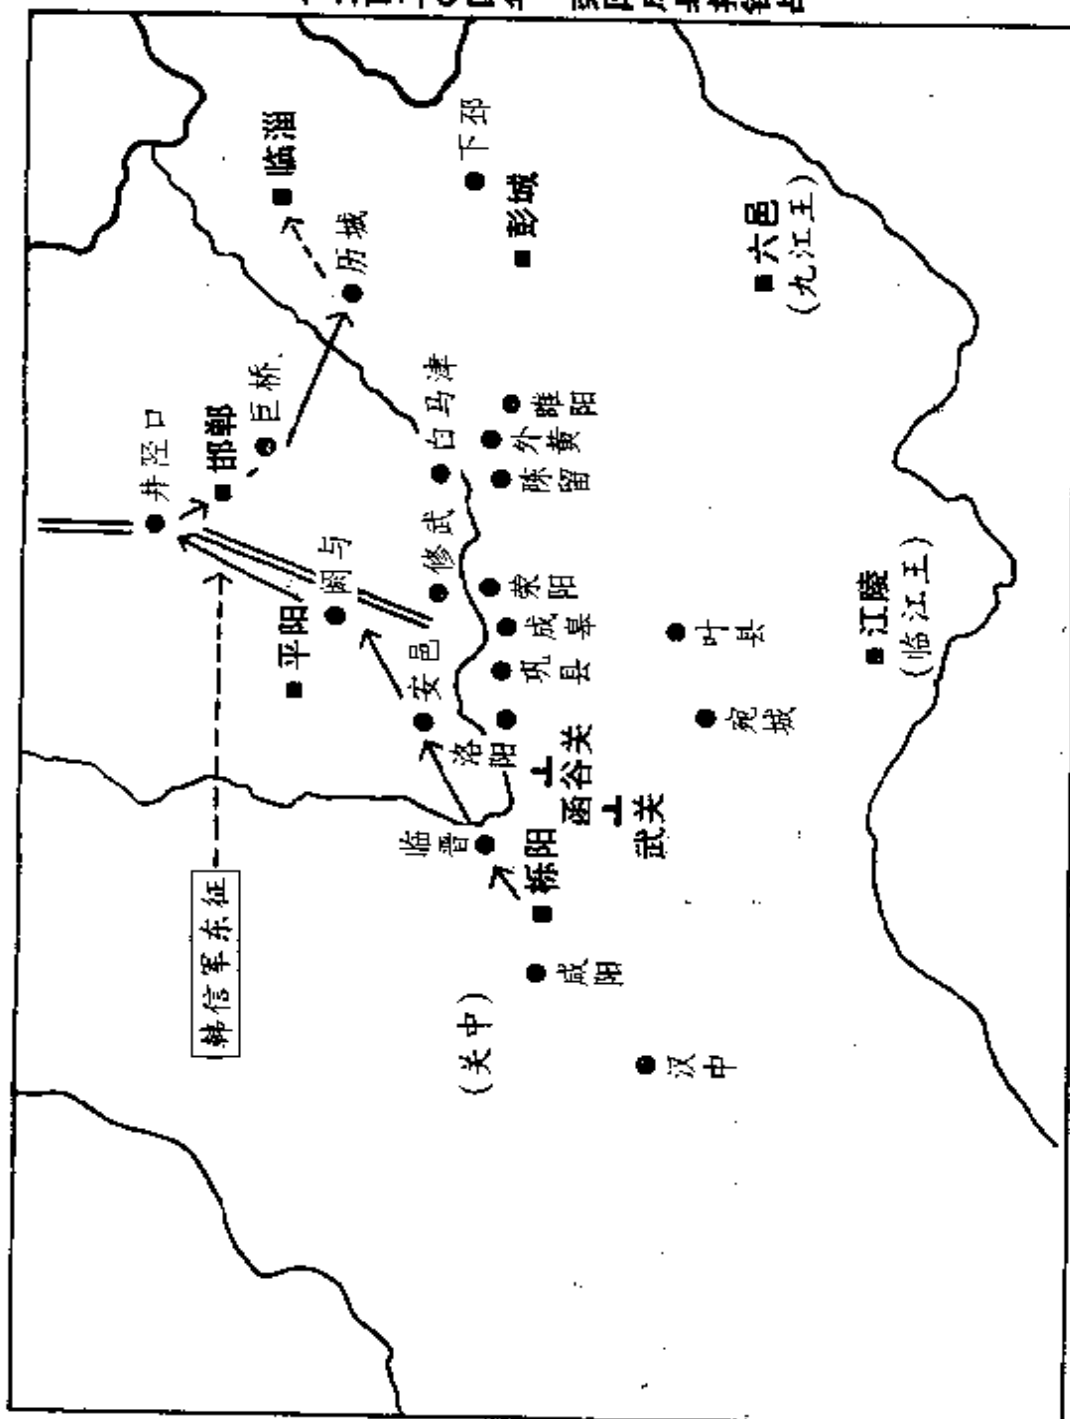 临淄
下邳
彭城
历城
六邑
(九江王)
井陉口
邯郸
巨桥
白马津
睢阳
外黄
陈留
阏与
修武
荥阳
成皋
巩县
平阳
安邑
洛阳
叶县
宛城
江陵
(临江王)
函谷关
武关
临晋
栎阳
韩信军东征
咸阳
(关中)
汉中